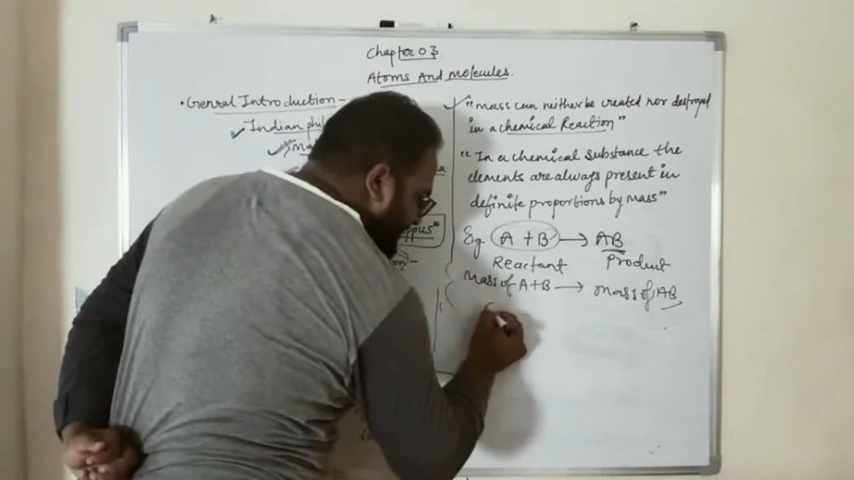 Chapter 03
Atoms And molecules.
• Genral Introduction -
Indian
"mass can neither be created nor destroyed
in a chemical Reaction"
"In a chemical substance the
elements are always present in
definite proportions by mass"
Eg. A + B → AB
Reactant Product
Mass of A+B → mass of AB